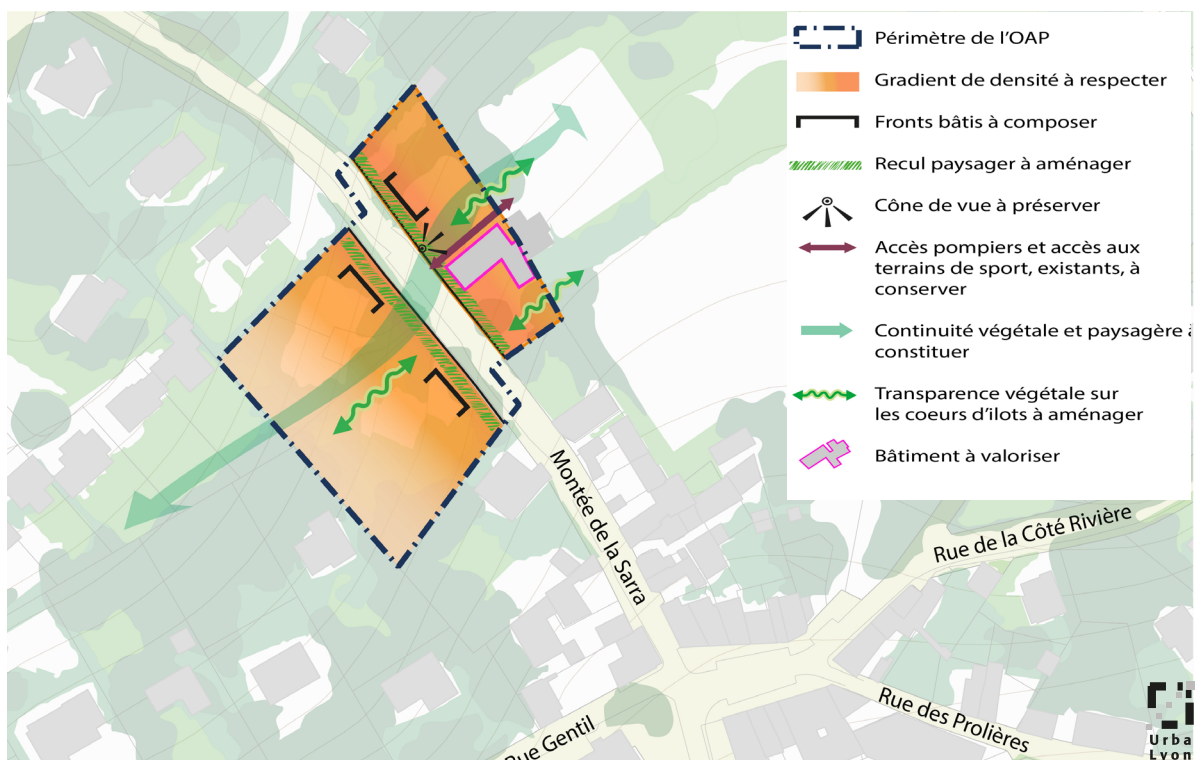 Périmètre de l'OAP
Gradient de densité à respecter
Fronts bâtis à composer
Recul paysager à aménager
Cône de vue à préserver
Accès pompiers et accès aux
terrains de sport, existants, à
conserver
Continuité végétale et paysagère à
constituer
Transparence végétale sur
les coeurs d'ilots à aménager
Bâtiment à valoriser
Montée de la Sarra
Rue de la Côté Rivière
Rue des Prolières
Rue Gentil
Urba
Lyon